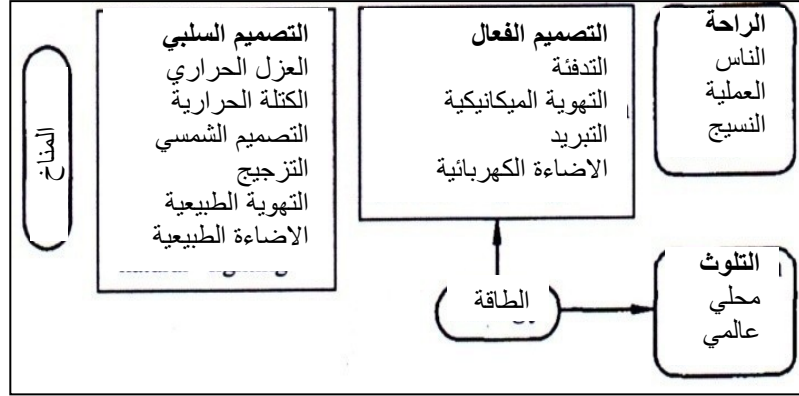 الراحة
الناس
العملية
النسيج
التصميم الفعال
التدفئة
التهوية الميكانيكية
التبريد
الاضاءة الكهربائية
التصميم السلبي
العزل الحراري
الكتلة الحرارية
التصميم الشمسي
التزجيج
التهوية الطبيعية
الاضاءة الطبيعية
المناخ
الطاقة
التلوث
محلي
عالمي